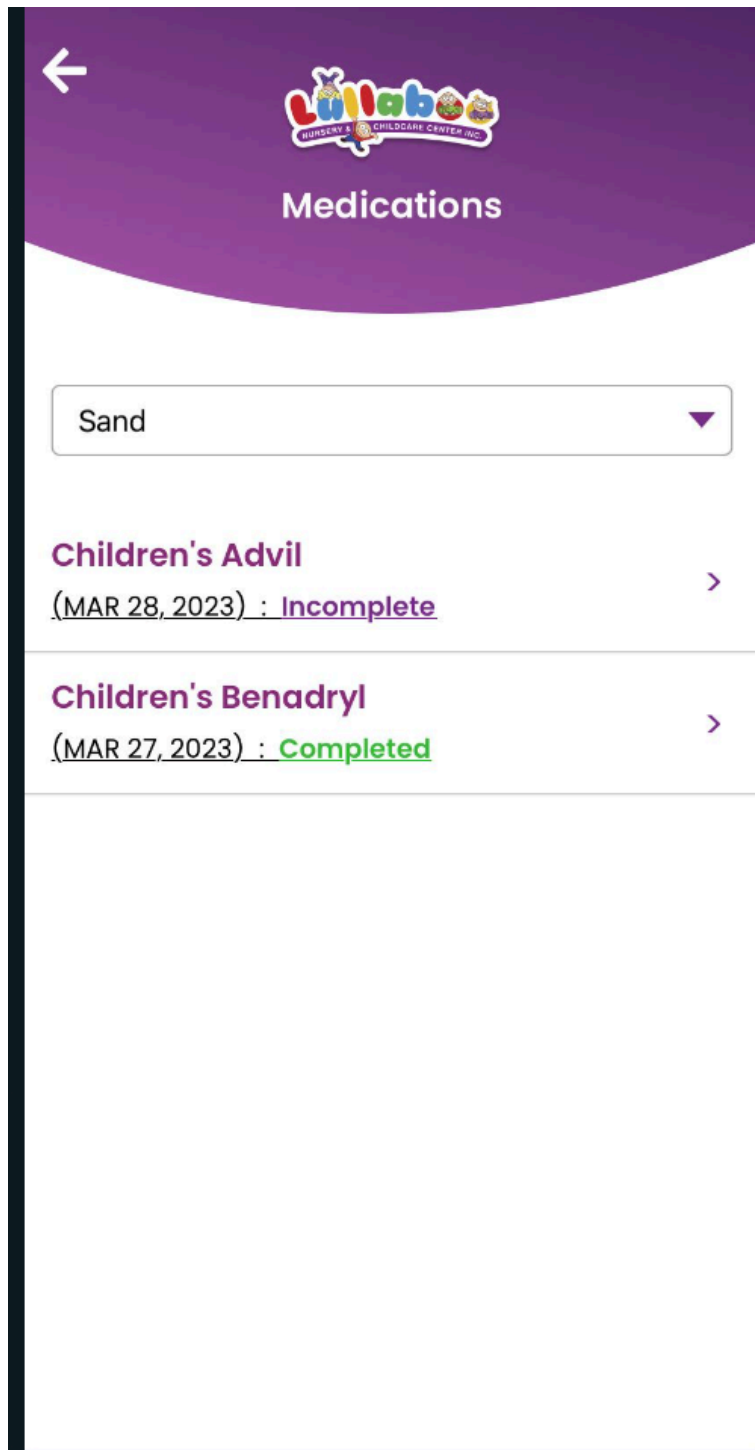 Lullaboo
NURSERY & CHILDCARE CENTER INC.
Medications
Sand
Children's Advil
(MAR 28, 2023) : Incomplete
Children's Benadryl
(MAR 27, 2023) : Completed